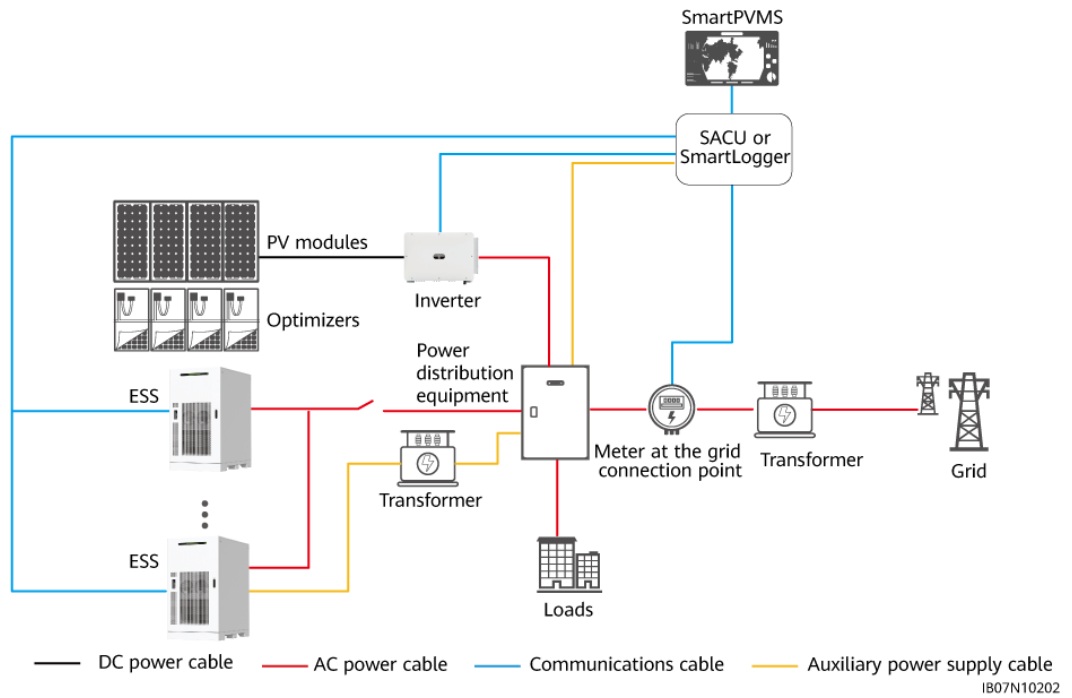 SmartPVMS
SACU or
SmartLogger
PV modules
Inverter
Optimizers
Power
distribution
equipment
ESS
Meter at the grid
connection point
Transformer
Grid
Transformer
ESS
Loads
DC power cable
AC power cable
Communications cable
Auxiliary power supply cable
IB07N10202